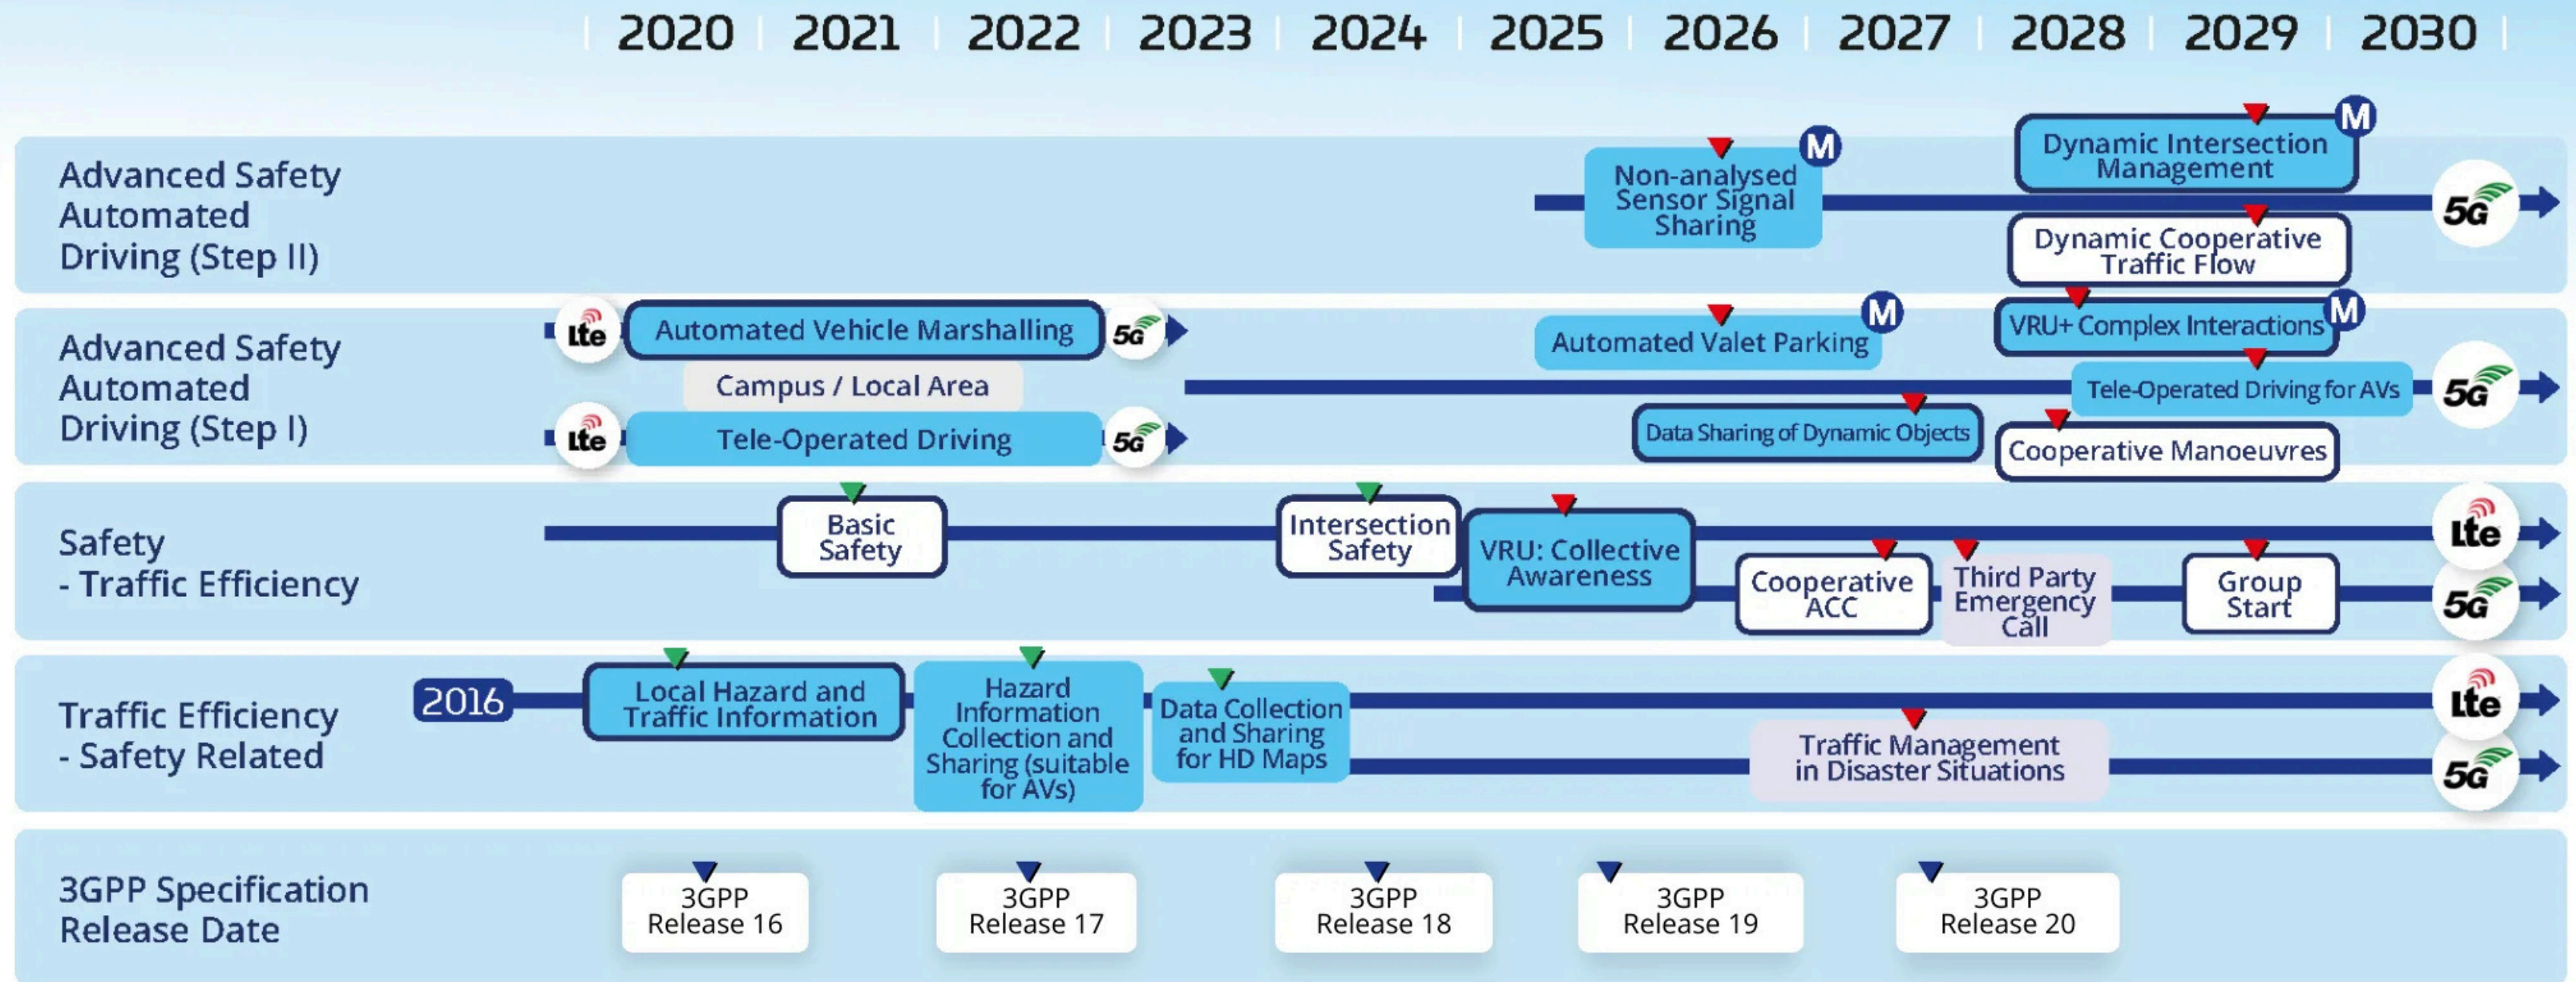 2020 2021 2022 2023 2024 2025 2026 2027 2028 2029 2030
Advanced Safety
Automated
Driving (Step II)
Non-analysed
Sensor Signal
Sharing
M
Dynamic Intersection
Management
M
Dynamic Cooperative
Traffic Flow
5G
Advanced Safety
Automated
Driving (Step I)
Lte
Automated Vehicle Marshalling
5G
Campus / Local Area
Lte
Tele-Operated Driving
5G
Automated Valet Parking
M
Data Sharing of Dynamic Objects
VRU+ Complex Interactions
M
Tele-Operated Driving for AVs
Cooperative Manoeuvres
5G
Safety
- Traffic Efficiency
Basic
Safety
Intersection
Safety
VRU: Collective
Awareness
Cooperative
ACC
Third Party
Emergency
Call
Group
Start
Lte
5G
Traffic Efficiency
- Safety Related
2016
Local Hazard and
Traffic Information
Hazard
Information
Collection and
Sharing (suitable
for AVs)
Data Collection
and Sharing
for HD Maps
Traffic Management
in Disaster Situations
Lte
5G
3GPP Specification
Release Date
3GPP
Release 16
3GPP
Release 17
3GPP
Release 18
3GPP
Release 19
3GPP
Release 20